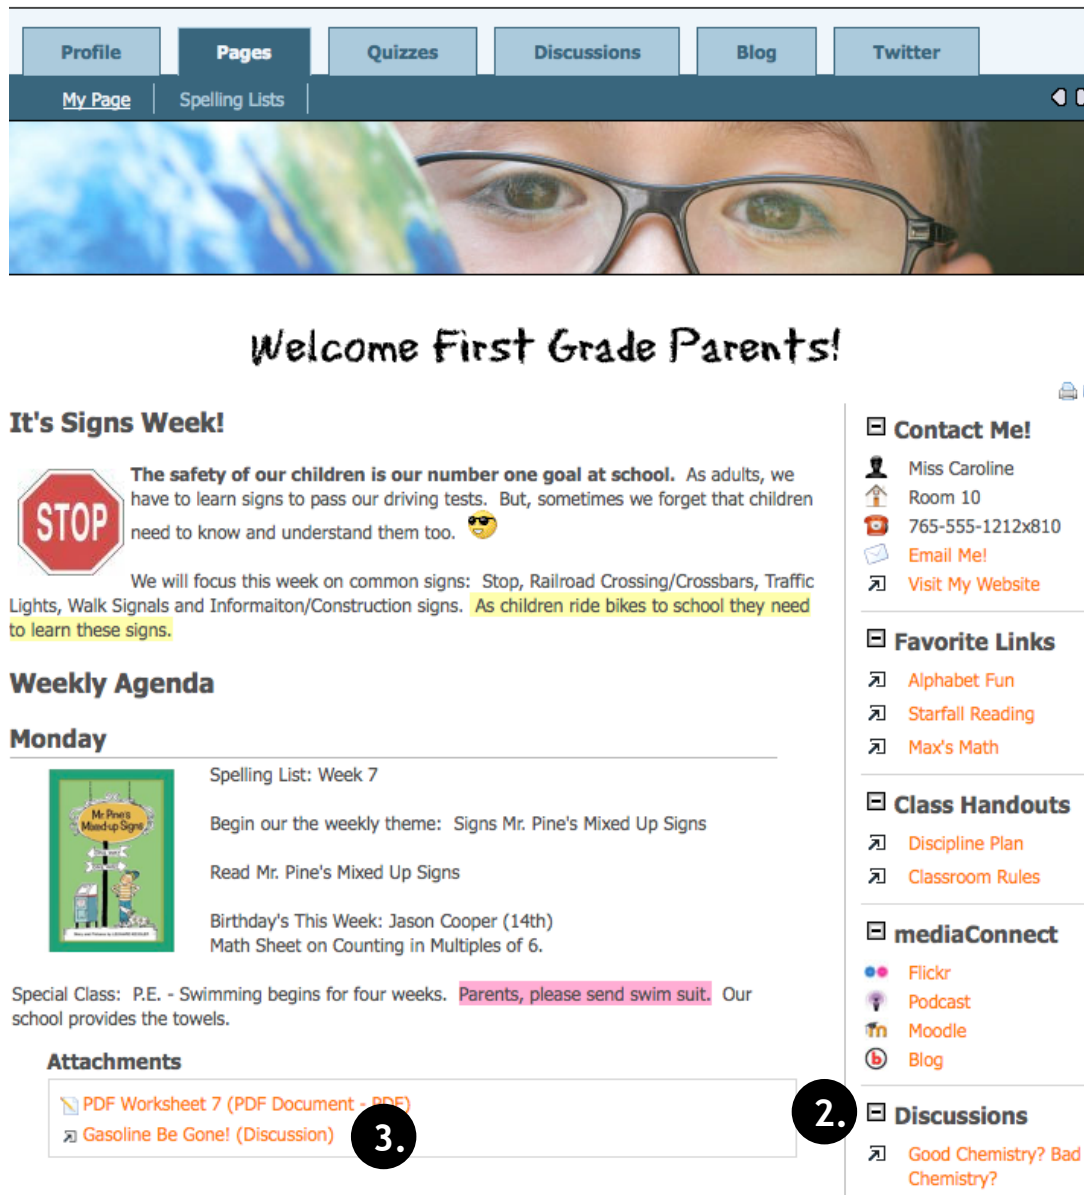 Profile
Pages
Quizzes
Discussions
Blog
Twitter
My Page
Spelling Lists
Welcome First Grade Parents!
It's Signs Week!
STOP
The safety of our children is our number one goal at school.  As adults, we
have to learn signs to pass our driving tests.  But, sometimes we forget that children
need to know and understand them too.
We will focus this week on common signs:  Stop, Railroad Crossing/Crossbars, Traffic
Lights, Walk Signals and Informaiton/Construction signs.  As children ride bikes to school they need
to learn these signs.
Weekly Agenda
Monday
Mr. Pine's
Mixed-up Signs
Spelling List: Week 7
Begin our the weekly theme:  Signs Mr. Pine's Mixed Up Signs
Read Mr. Pine's Mixed Up Signs
Birthday's This Week: Jason Cooper (14th)
Math Sheet on Counting in Multiples of 6.
Special Class:  P.E. - Swimming begins for four weeks.  Parents, please send swim suit.  Our
school provides the towels.
Attachments
PDF Worksheet 7 (PDF Document - PDF)
Gasoline Be Gone! (Discussion)
3.
Contact Me!
Miss Caroline
Room 10
765-555-1212x810
Email Me!
Visit My Website
Favorite Links
Alphabet Fun
Starfall Reading
Max's Math
Class Handouts
Discipline Plan
Classroom Rules
mediaConnect
Flickr
Podcast
Moodle
Blog
2.
Discussions
Good Chemistry? Bad
Chemistry?